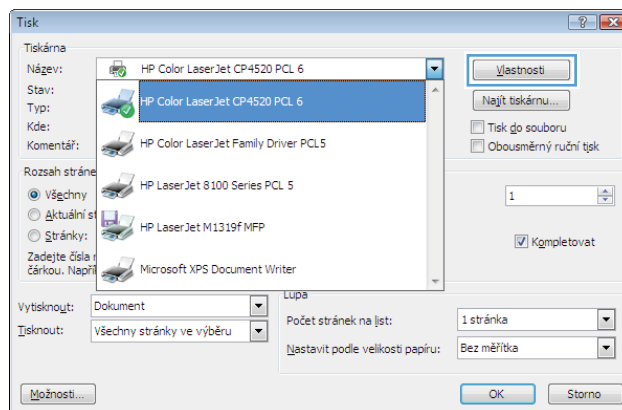 Tisk
Tiskárna
Název: HP Color LaserJet CP4520 PCL 6 Vlastnosti
Stav: HP Color LaserJet CP4520 PCL 6 Najít tiskárnu...
Typ:
Kde: Tisk do souboru
Komentář: HP Color LaserJet Family Driver PCL5 Obousměrný ruční tisk
Rozsah stráne
Všechny HP LaserJet 8100 Series PCL 5 1
Aktuální st
Stránky: HP LaserJet M1319f MFP Kompletovat
Zadejte čísla
čárkou. Napří Microsoft XPS Document Writer
Lupa
Vytisknout: Dokument Počet stránek na list: 1 stránka
Tisknout: Všechny stránky ve výběru Nastavit podle velikosti papíru: Bez měřítka
Možnosti... OK Storno